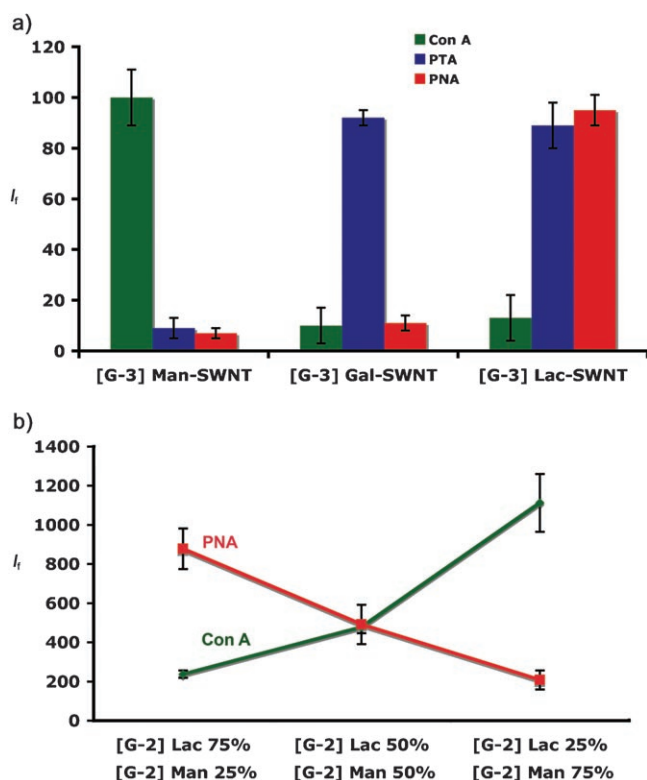 a)
120
Con A
PTA
PNA
100
80
60
If
40
20
0
[G-3] Man-SWNT [G-3] Gal-SWNT [G-3] Lac-SWNT
b)
1400
1200
1000
PNA
800
If
600
Con A
400
200
0
[G-2] Lac 75% [G-2] Lac 50% [G-2] Lac 25%
[G-2] Man 25% [G-2] Man 50% [G-2] Man 75%